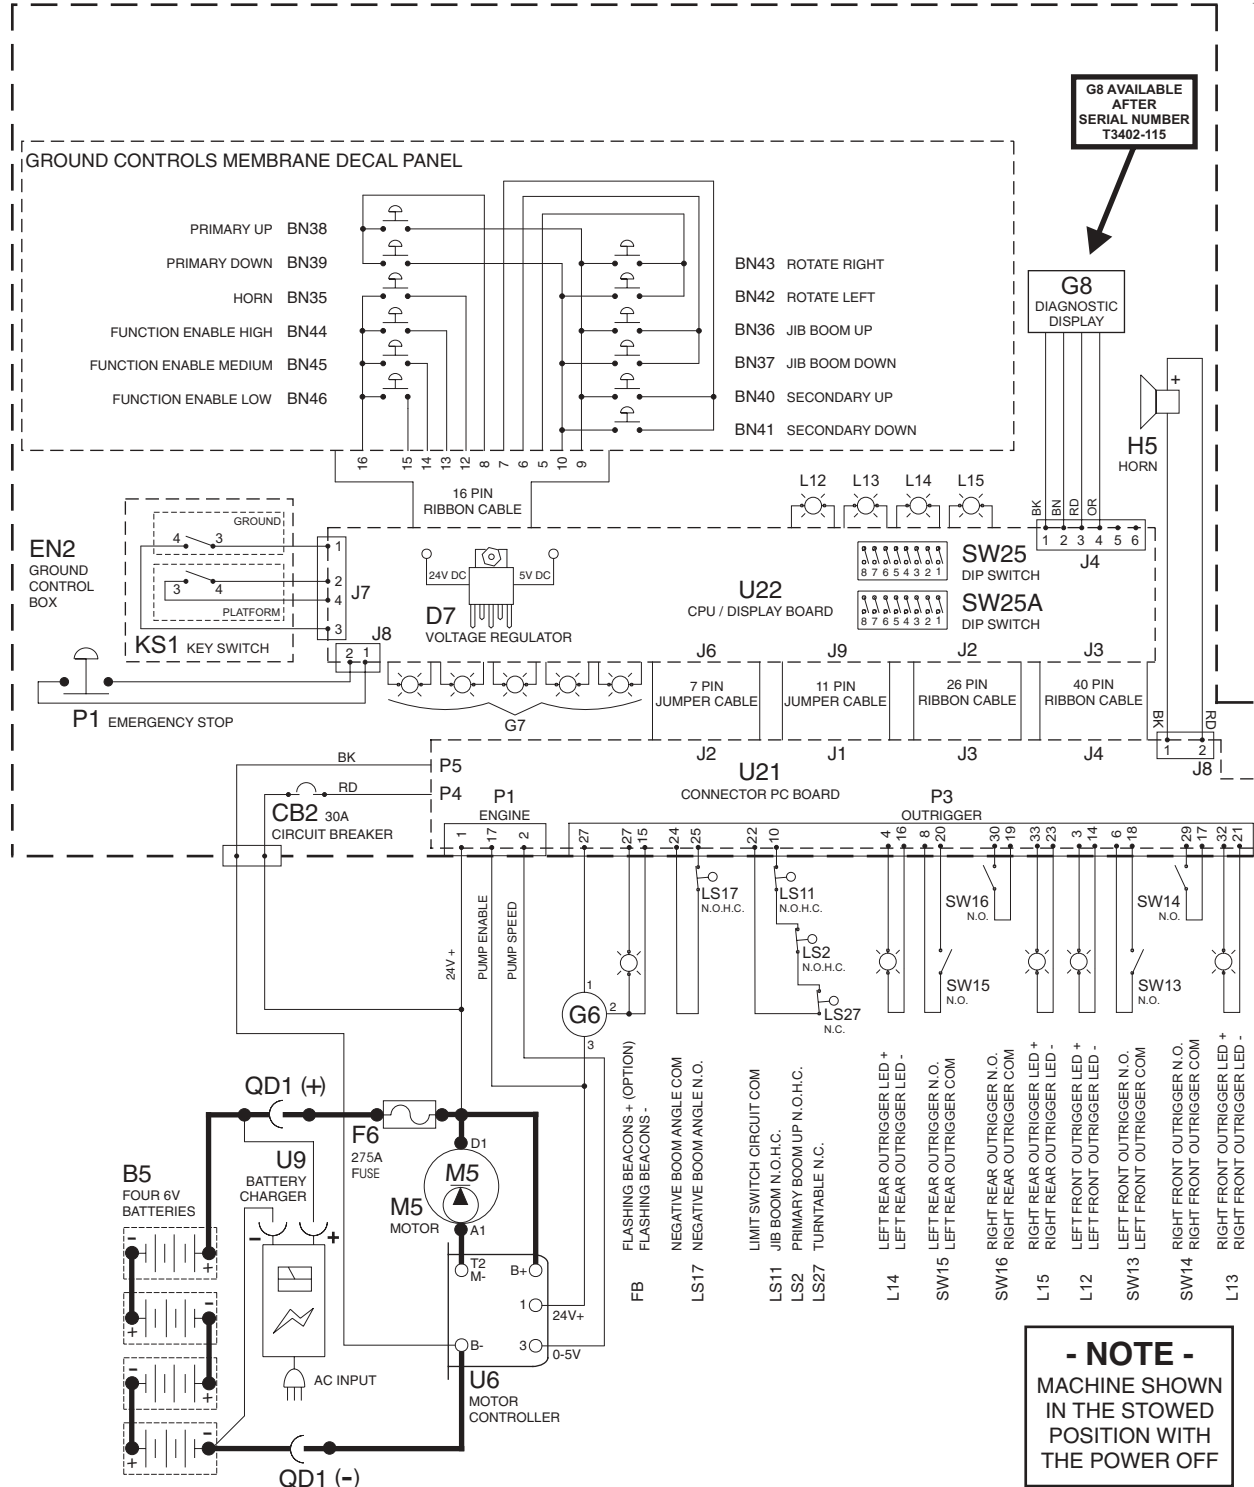 G8 AVAILABLE
AFTER
SERIAL NUMBER
T3402-115
GROUND CONTROLS MEMBRANE DECAL PANEL
PRIMARY UP BN38
PRIMARY DOWN BN39
HORN BN35
FUNCTION ENABLE HIGH BN44
FUNCTION ENABLE MEDIUM BN45
FUNCTION ENABLE LOW BN46
BN43 ROTATE RIGHT
BN42 ROTATE LEFT
BN36 JIB BOOM UP
BN37 JIB BOOM DOWN
BN40 SECONDARY UP
BN41 SECONDARY DOWN
G8
DIAGNOSTIC
DISPLAY
+
H5
HORN
16 15 14 13 12 8 7 6 5 10 9
16 PIN
RIBBON CABLE
L12 L13 L14 L15
BK BN RD OR
1 2 3 4 5 6
J4
EN2
GROUND
CONTROL
BOX
GROUND
4 3
3 4
PLATFORM
KS1 KEY SWITCH
1
2
4
3
J7
J8
2 1
24V DC 5V DC
D7
VOLTAGE REGULATOR
U22
CPU / DISPLAY BOARD
8 7 6 5 4 3 2 1
SW25
DIP SWITCH
8 7 6 5 4 3 2 1
SW25A
DIP SWITCH
J6 J9 J2 J3
7 PIN
JUMPER CABLE
11 PIN
JUMPER CABLE
26 PIN
RIBBON CABLE
40 PIN
RIBBON CABLE
P1 EMERGENCY STOP
G7
BK RD
1 2
J8
J2 J1 J3 J4
BK P5
RD P4
U21
CONNECTOR PC BOARD
CB2 30A
CIRCUIT BREAKER
P1
ENGINE
P3
OUTRIGGER
1 17 2 27 27 15 24 25 22 10 4 16 8 20 30 19 33 23 3 14 6 18 29 17 32 21
24V +
PUMP ENABLE
PUMP SPEED
LS17
N.O.H.C.
LS11
N.O.H.C.
LS2
N.O.H.C.
LS27
N.C.
SW16
N.O.
SW15
N.O.
SW14
N.O.
SW13
N.O.
1
G6 2
3
QD1 (+)
F6
275A
FUSE
D1
M5
M5
MOTOR
A1
U9
BATTERY
CHARGER
- +
B5
FOUR 6V
BATTERIES
- +
+ -
- +
+ -
AC INPUT
T2
M-
B+
1
24V+
B-
3
0-5V
U6
MOTOR
CONTROLLER
QD1 (-)
FLASHING BEACONS + (OPTION)
FLASHING BEACONS -
FB
NEGATIVE BOOM ANGLE COM
NEGATIVE BOOM ANGLE N.O.
LS17
LIMIT SWITCH CIRCUIT COM
LS11 JIB BOOM N.O.H.C.
LS2 PRIMARY BOOM UP N.O.H.C.
LS27 TURNTABLE N.C.
LEFT REAR OUTRIGGER LED +
LEFT REAR OUTRIGGER LED -
L14
LEFT REAR OUTRIGGER N.O.
LEFT REAR OUTRIGGER COM
SW15
RIGHT REAR OUTRIGGER N.O.
RIGHT REAR OUTRIGGER COM
SW16
RIGHT REAR OUTRIGGER LED +
RIGHT REAR OUTRIGGER LED -
L15
LEFT FRONT OUTRIGGER LED +
LEFT FRONT OUTRIGGER LED -
L12
LEFT FRONT OUTRIGGER N.O.
LEFT FRONT OUTRIGGER COM
SW13
RIGHT FRONT OUTRIGGER N.O.
RIGHT FRONT OUTRIGGER COM
SW14
RIGHT FRONT OUTRIGGER LED +
RIGHT FRONT OUTRIGGER LED -
L13
- NOTE -
MACHINE SHOWN
IN THE STOWED
POSITION WITH
THE POWER OFF